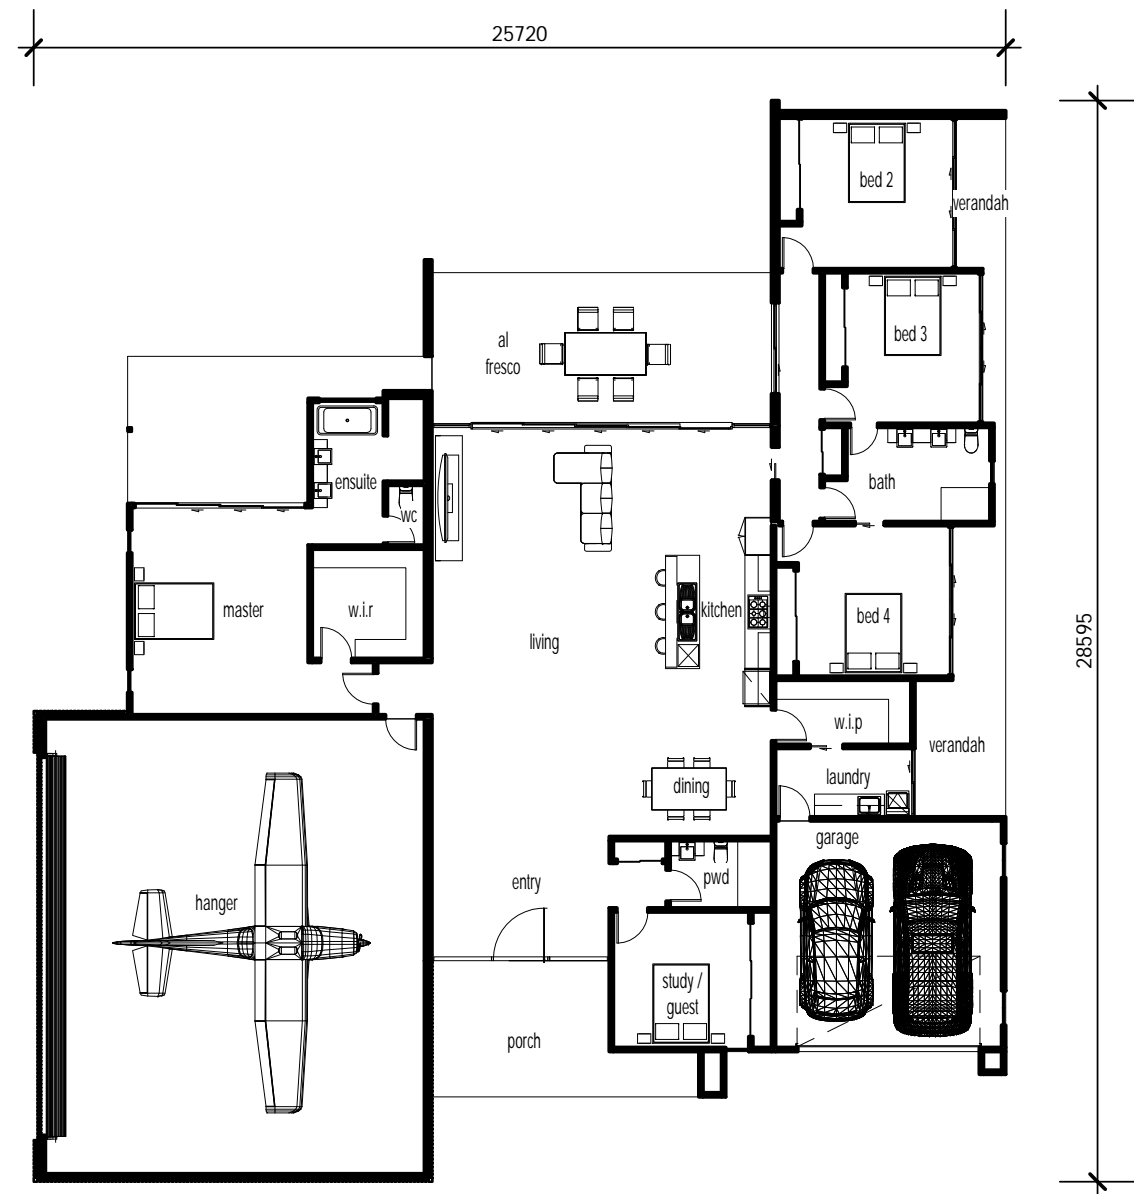 25720
bed 2
verandah
bed 3
al
fresco
ensuite
bath
wc
master
w.i.r
kitchen
bed 4
living
28595
w.i.p
verandah
laundry
dining
garage
entry
pwd
hanger
study /
guest
porch